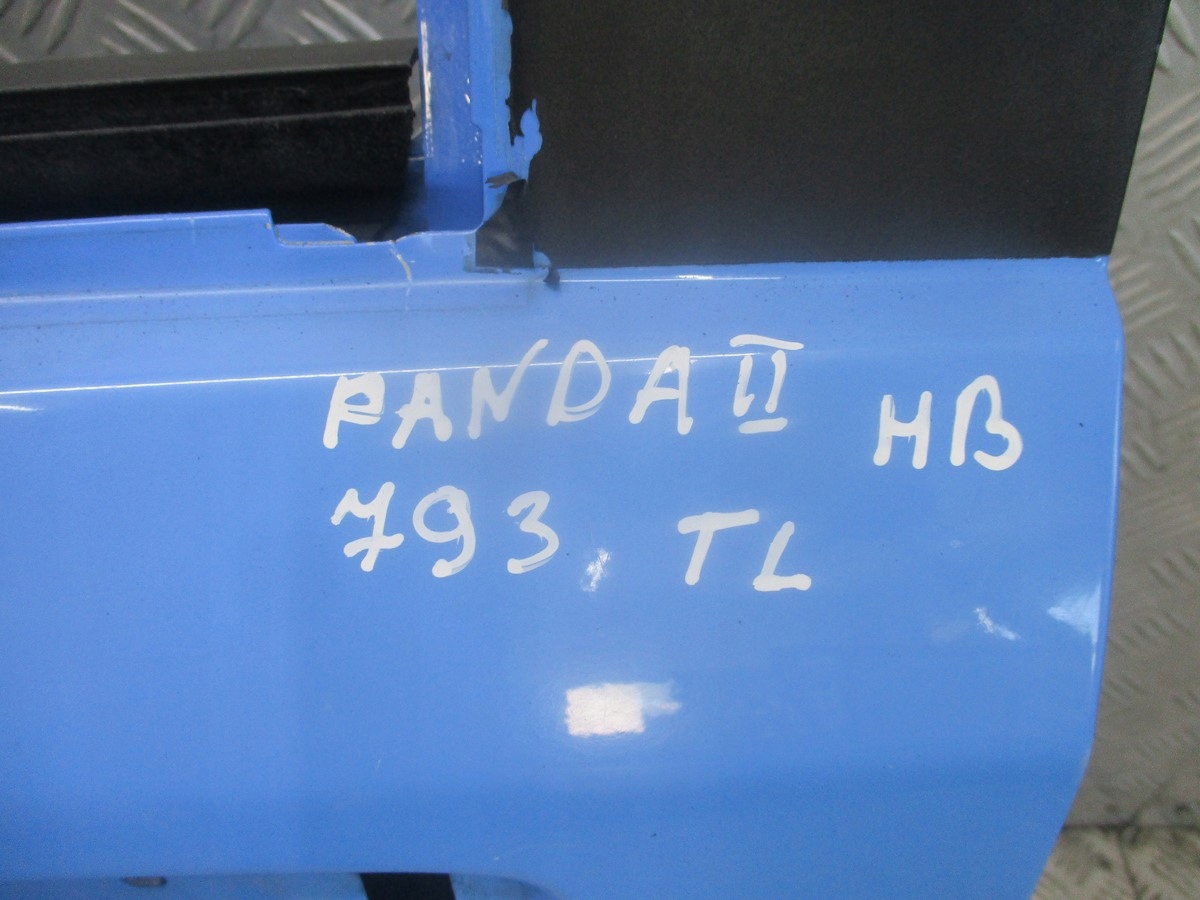 PANDA II HB
793 TL